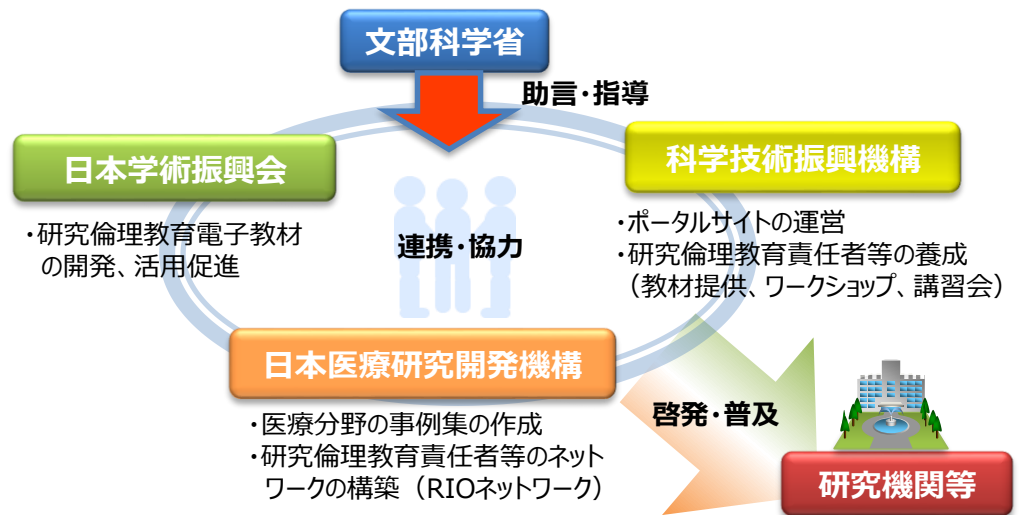 文部科学省
助言・指導
日本学術振興会
・研究倫理教育電子教材
の開発、活用促進
科学技術振興機構
・ポータルサイトの運営
・研究倫理教育責任者等の養成
（教材提供、ワークショップ、講習会）
連携・協力
日本医療研究開発機構
・医療分野の事例集の作成
・研究倫理教育責任者等のネット
ワークの構築（RIOネットワーク）
啓発・普及
研究機関等